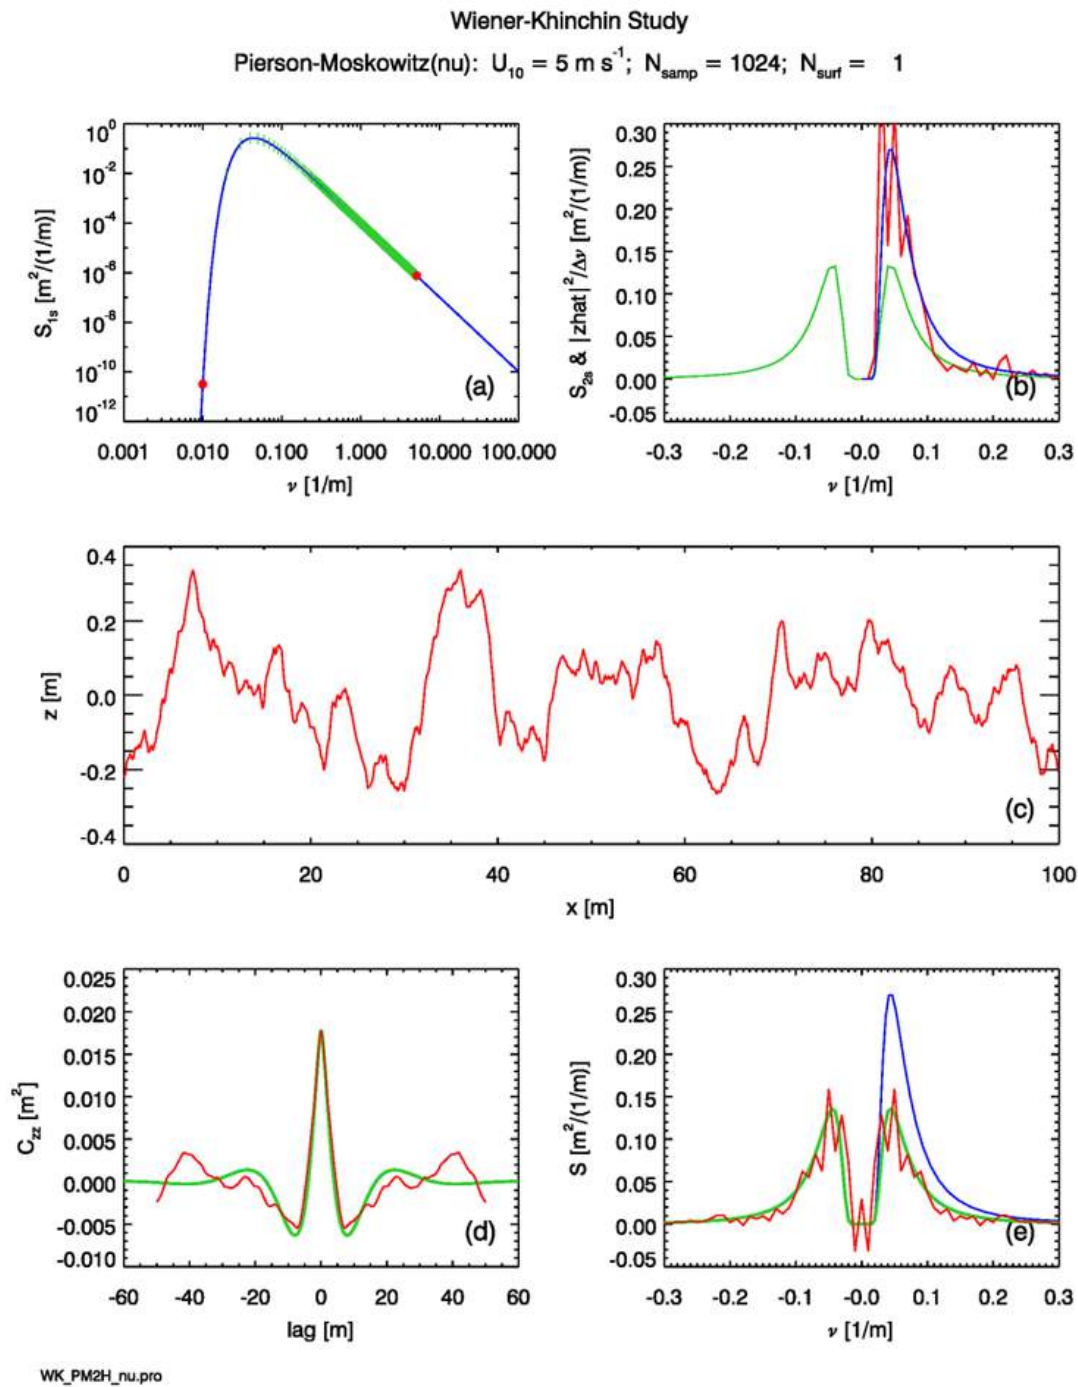 Wiener-Khinchin Study
Pierson-Moskowitz(nu): U10 = 5 m s-1; Nsamp = 1024; Nsurf = 1
S1s [m2/(1/m)]
10^0
10^-2
10^-4
10^-6
10^-8
10^-10
10^-12
(a)
0.001 0.010 0.100 1.000 10.000 100.000
ν [1/m]
S2s & |zhat|2/Δν [m2/(1/m)]
0.30
0.25
0.20
0.15
0.10
0.05
0.00
-0.05
(b)
-0.3 -0.2 -0.1 -0.0 0.1 0.2 0.3
ν [1/m]
z [m]
0.4
0.2
0.0
-0.2
-0.4
(c)
0 20 40 60 80 100
x [m]
Czz [m2]
0.025
0.020
0.015
0.010
0.005
0.000
-0.005
-0.010
(d)
-60 -40 -20 0 20 40 60
lag [m]
S [m2/(1/m)]
0.30
0.25
0.20
0.15
0.10
0.05
0.00
-0.05
(e)
-0.3 -0.2 -0.1 -0.0 0.1 0.2 0.3
ν [1/m]
WK_PM2H_nu.pro